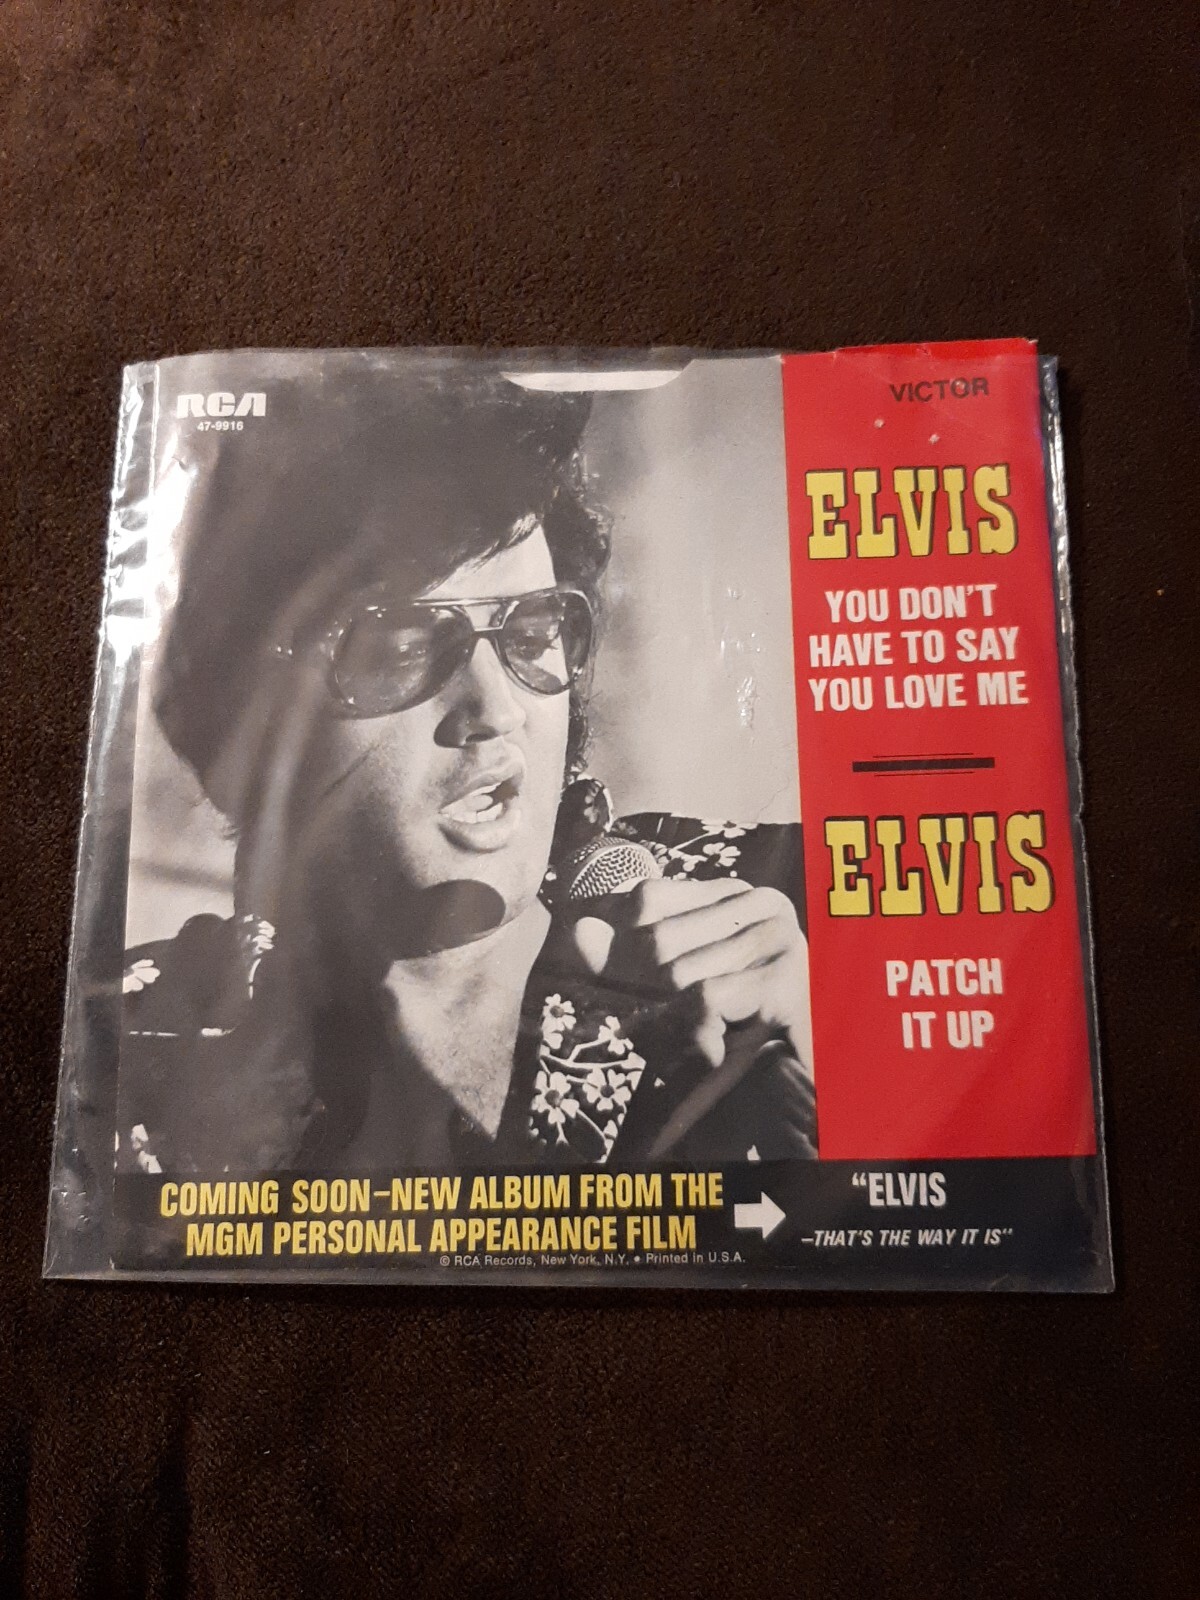 RCA
47-9916
VICTOR
ELVIS
YOU DON'T
HAVE TO SAY
YOU LOVE ME
ELVIS
PATCH
IT UP
COMING SOON–NEW ALBUM FROM THE
MGM PERSONAL APPEARANCE FILM
"ELVIS
–THAT'S THE WAY IT IS"
© RCA Records, New York, N.Y. • Printed in U.S.A.